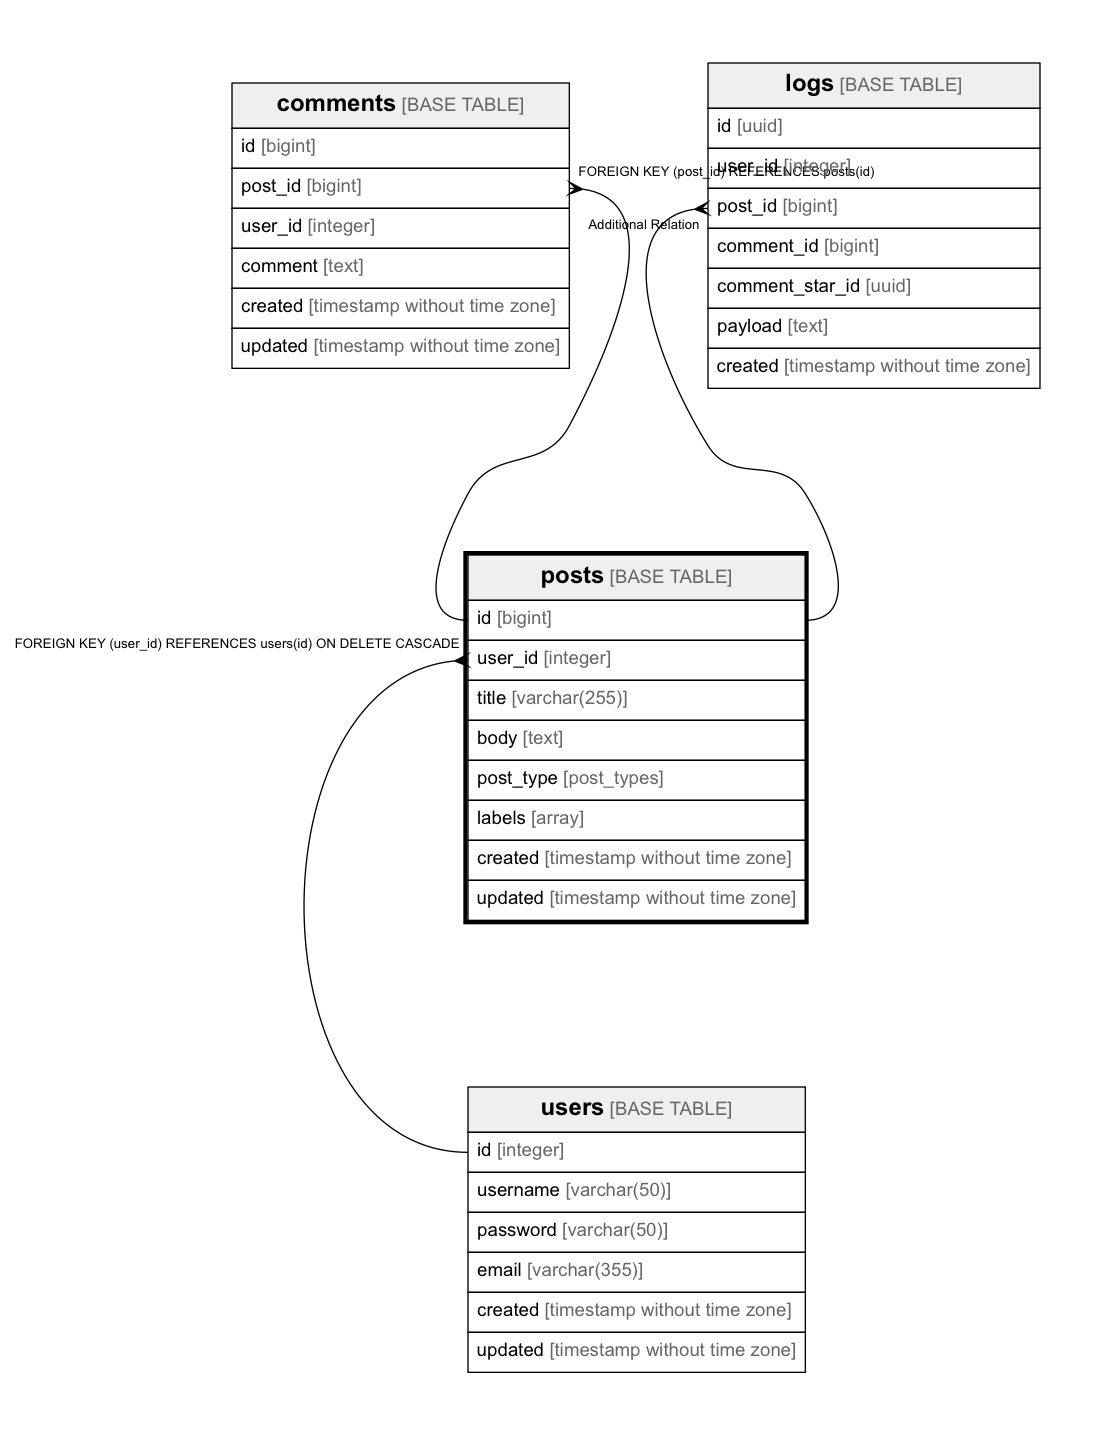 comments [BASE TABLE]
id [bigint]
post_id [bigint]
user_id [integer]
comment [text]
created [timestamp without time zone]
updated [timestamp without time zone]
logs [BASE TABLE]
id [uuid]
user_id [integer]
post_id [bigint]
comment_id [bigint]
comment_star_id [uuid]
payload [text]
created [timestamp without time zone]
FOREIGN KEY (post_id) REFERENCES posts(id)
Additional Relation
posts [BASE TABLE]
id [bigint]
user_id [integer]
title [varchar(255)]
body [text]
post_type [post_types]
labels [array]
created [timestamp without time zone]
updated [timestamp without time zone]
FOREIGN KEY (user_id) REFERENCES users(id) ON DELETE CASCADE
users [BASE TABLE]
id [integer]
username [varchar(50)]
password [varchar(50)]
email [varchar(355)]
created [timestamp without time zone]
updated [timestamp without time zone]